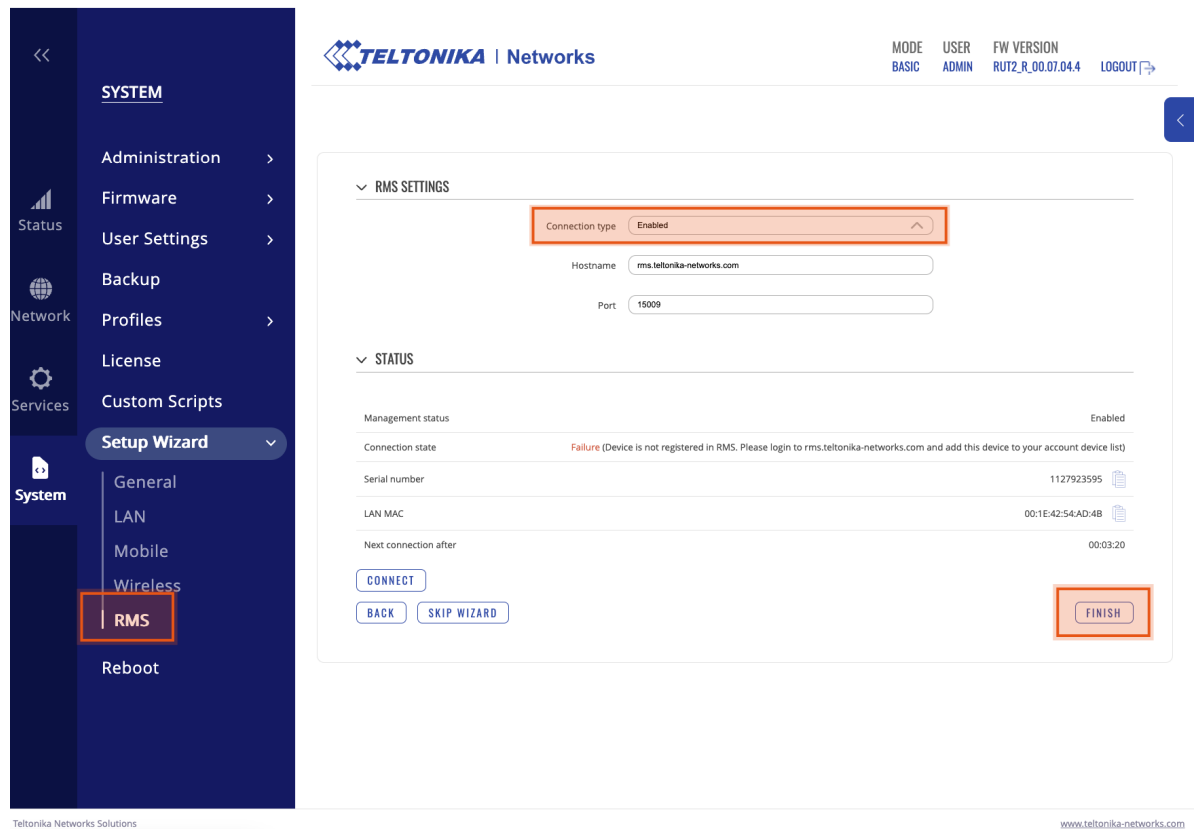 TELTONIKA | Networks
MODE USER FW VERSION
BASIC ADMIN RUT2_R_00.07.04.4 LOGOUT
Status
Network
Services
System
SYSTEM
Administration
Firmware
User Settings
Backup
Profiles
License
Custom Scripts
Setup Wizard
General
LAN
Mobile
Wireless
RMS
Reboot
RMS SETTINGS
Connection type Enabled
Hostname rms.teltonika-networks.com
Port 15009
STATUS
Management status Enabled
Connection state Failure (Device is not registered in RMS. Please login to rms.teltonika-networks.com and add this device to your account device list)
Serial number 1127923595
LAN MAC 00:1E:42:54:AD:4B
Next connection after 00:03:20
CONNECT
BACK SKIP WIZARD FINISH
Teltonika Networks Solutions www.teltonika-networks.com